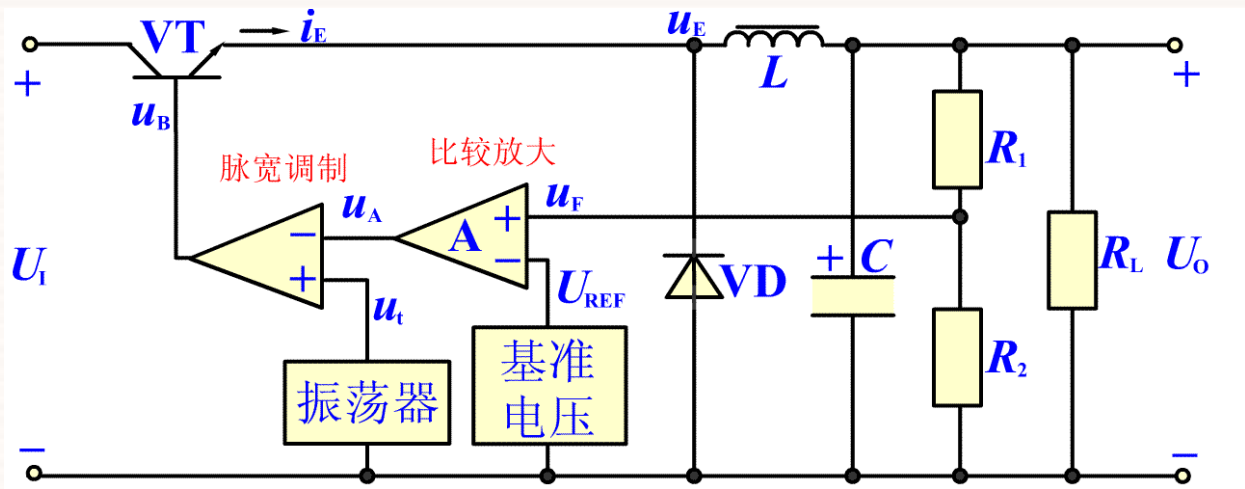 VT
iE
uE
L
+
+
uB
脉宽调制
比较放大
uA
uF
R1
A
+
−
−
+
UI
ut
UREF
VD
+
C
RL
UO
振荡器
基准
电压
R2
−
−